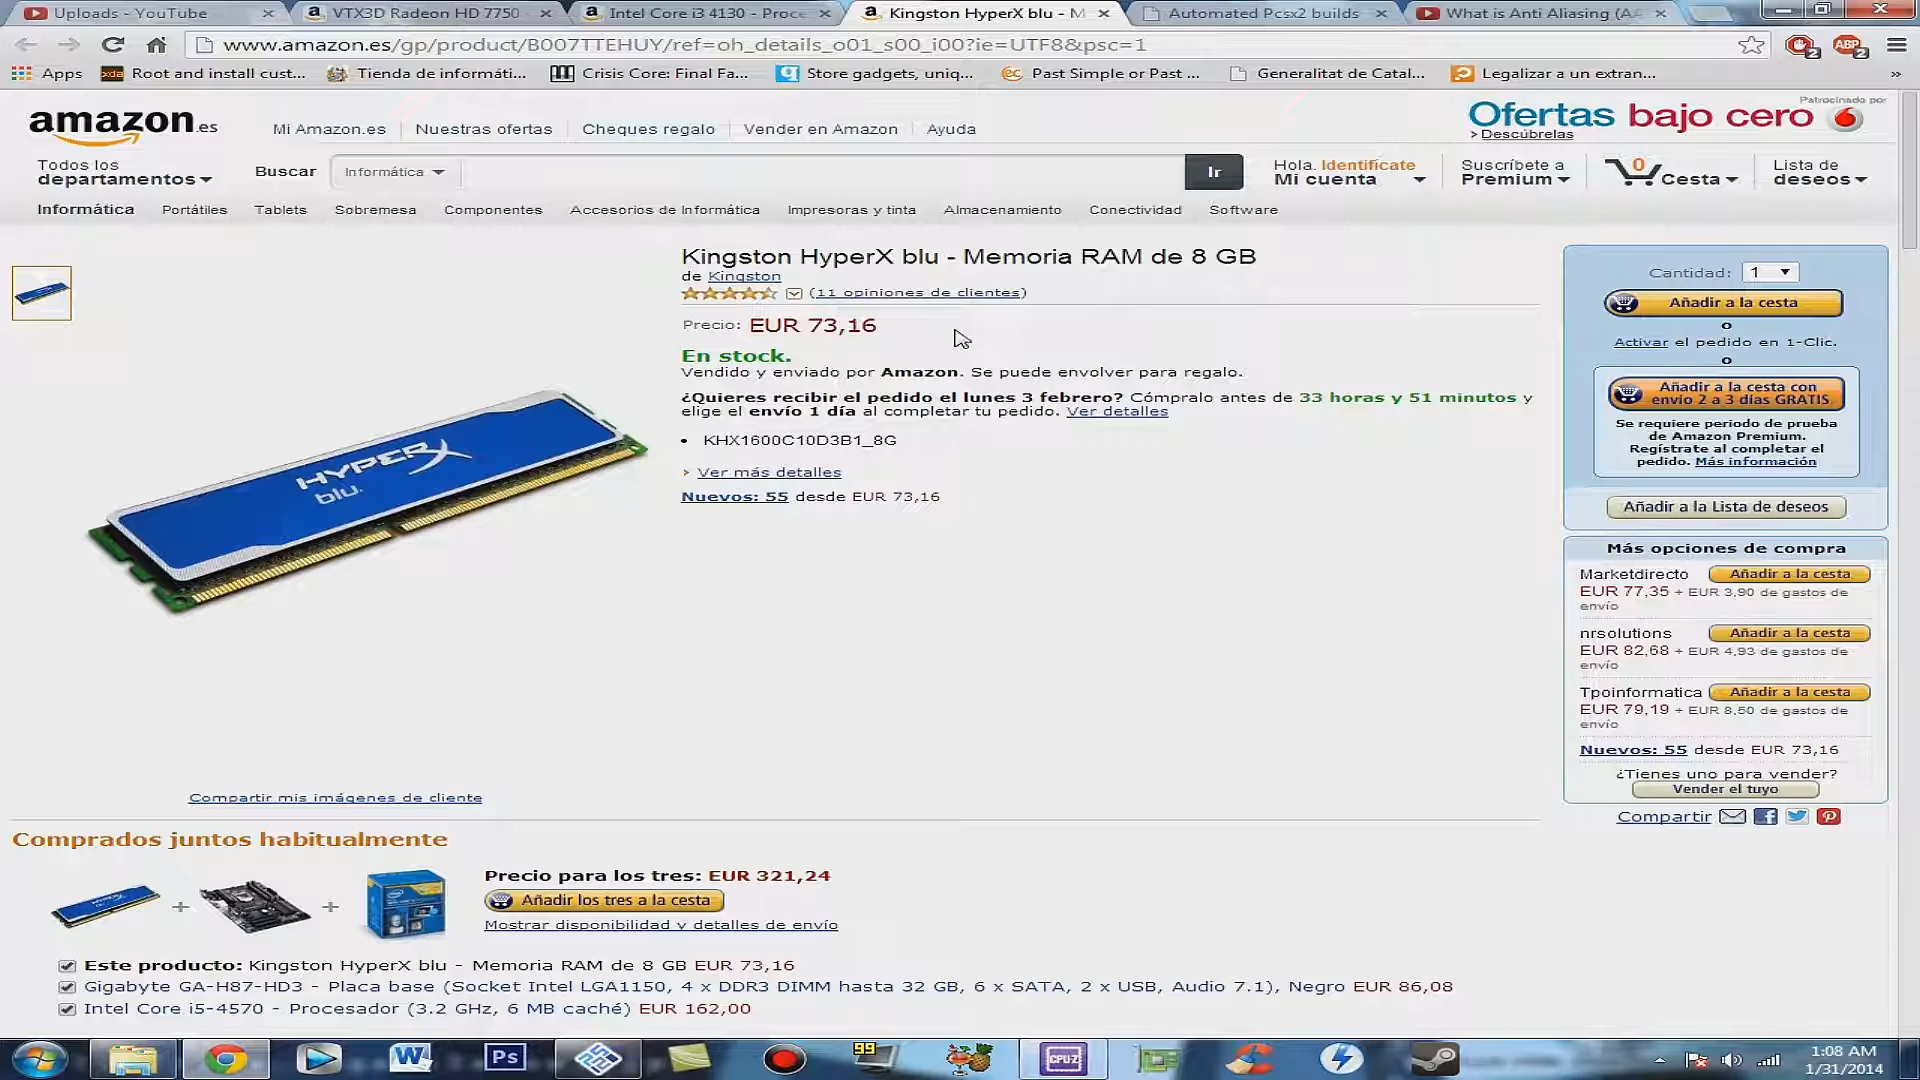 Uploads - YouTube
VTX3D Radeon HD 7750
Intel Core i3 4130 - Proce
Kingston HyperX blu - M
Automated Pcsx2 builds
What is Anti Aliasing (AA
www.amazon.es/gp/product/B007TTEHUY/ref=oh_details_o01_s00_i00?ie=UTF8&psc=1
2
ABP 2
Apps
xda Root and install cust...
Tienda de informáti...
Crisis Core: Final Fa...
Store gadgets, uniq...
Past Simple or Past ...
Generalitat de Catal...
Legalizar a un extran...
»
amazon.es
Mi Amazon.es
Nuestras ofertas
Cheques regalo
Vender en Amazon
Ayuda
Patrocinado por
Ofertas bajo cero
> Descúbrelas
Todos los
departamentos
Buscar
Informática
Ir
Hola. Identifícate
Mi cuenta
Suscríbete a
Premium
0
Cesta
Lista de
deseos
Informática
Portátiles
Tablets
Sobremesa
Componentes
Accesorios de Informática
Impresoras y tinta
Almacenamiento
Conectividad
Software
Kingston HyperX blu - Memoria RAM de 8 GB
de Kingston
(11 opiniones de clientes)
Precio: EUR 73,16
En stock.
Vendido y enviado por Amazon. Se puede envolver para regalo.
¿Quieres recibir el pedido el lunes 3 febrero? Cómpralo antes de 33 horas y 51 minutos y
elige el envío 1 día al completar tu pedido. Ver detalles
• KHX1600C10D3B1_8G
› Ver más detalles
Nuevos: 55 desde EUR 73,16
HYPERX
blu.
Compartir mis imágenes de cliente
Cantidad: 1
Añadir a la cesta
o
Activar el pedido en 1-Clic.
o
Añadir a la cesta con
envío 2 a 3 días GRATIS
Se requiere periodo de prueba
de Amazon Premium.
Regístrate al completar el
pedido. Más información
Añadir a la Lista de deseos
Más opciones de compra
Marketdirecto
Añadir a la cesta
EUR 77,35 + EUR 3,90 de gastos de
envío
nrsolutions
Añadir a la cesta
EUR 82,68 + EUR 4,93 de gastos de
envío
Tpoinformatica
Añadir a la cesta
EUR 79,19 + EUR 8,50 de gastos de
envío
Nuevos: 55 desde EUR 73,16
¿Tienes uno para vender?
Vender el tuyo
Compartir
Comprados juntos habitualmente
+
+
Precio para los tres: EUR 321,24
Añadir los tres a la cesta
Mostrar disponibilidad y detalles de envío
Este producto: Kingston HyperX blu - Memoria RAM de 8 GB EUR 73,16
Gigabyte GA-H87-HD3 - Placa base (Socket Intel LGA1150, 4 x DDR3 DIMM hasta 32 GB, 6 x SATA, 2 x USB, Audio 7.1), Negro EUR 86,08
Intel Core i5-4570 - Procesador (3.2 GHz, 6 MB caché) EUR 162,00
W
Ps
99
CPU-Z
1:08 AM
1/31/2014